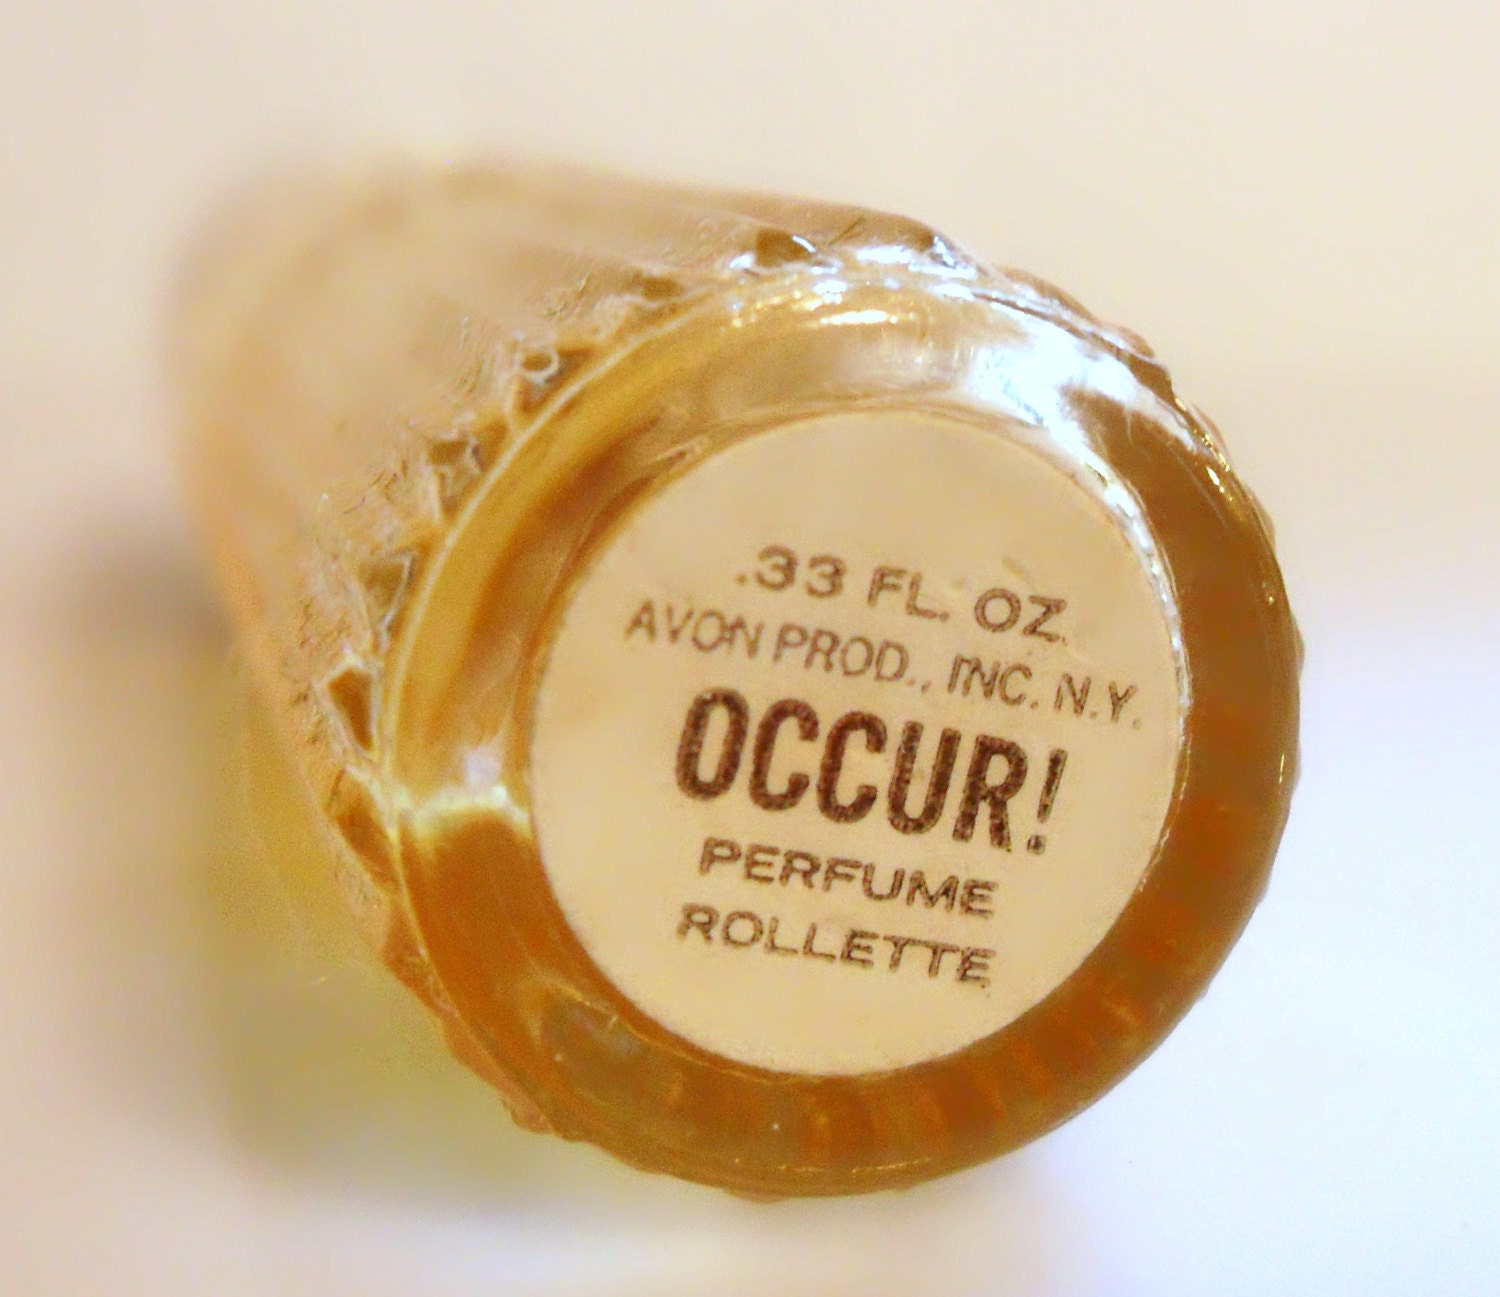 .33 FL. OZ.
AVON PROD., INC. N.Y.
OCCUR!
PERFUME
ROLLETTE